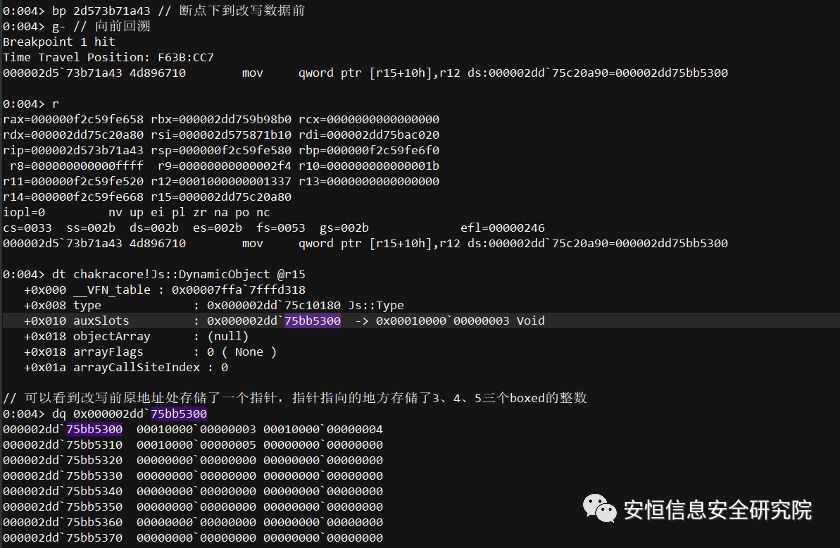 0:004> bp 2d573b71a43 // 断点下到改写数据前
0:004> g- // 向前回溯
Breakpoint 1 hit
Time Travel Position: F63B:CC7
000002d5`73b71a43 4d896710        mov     qword ptr [r15+10h],r12 ds:000002dd`75c20a90=000002dd75bb5300
0:004> r
rax=000000f2c59fe658 rbx=000002dd759b98b0 rcx=0000000000000000
rdx=000002dd75c20a80 rsi=000002d575871b10 rdi=000002dd75bac020
rip=000002d573b71a43 rsp=000000f2c59fe580 rbp=000000f2c59fe6f0
 r8=000000000000ffff  r9=00000000000002f4 r10=000000000000001b
r11=000000f2c59fe520 r12=0001000000001337 r13=0000000000000000
r14=000000f2c59fe668 r15=000002dd75c20a80
iopl=0         nv up ei pl zr na po nc
cs=0033  ss=002b  ds=002b  es=002b  fs=0053  gs=002b             efl=00000246
000002d5`73b71a43 4d896710        mov     qword ptr [r15+10h],r12 ds:000002dd`75c20a90=000002dd75bb5300
0:004> dt chakracore!Js::DynamicObject @r15
   +0x000 __VFN_table : 0x00007ffa`7fffd318
   +0x008 type             : 0x000002dd`75c10180 Js::Type
   +0x010 auxSlots         : 0x000002dd`75bb5300  -> 0x00010000`00000003 Void
   +0x018 objectArray      : (null)
   +0x018 arrayFlags       : 0 ( None )
   +0x01a arrayCallSiteIndex : 0
// 可以看到改写前原地址处存储了一个指针，指针指向的地方存储了3、4、5三个boxed的整数
0:004> dq 0x000002dd`75bb5300
000002dd`75bb5300  00010000`00000003 00010000`00000004
000002dd`75bb5310  00010000`00000005 00000000`00000000
000002dd`75bb5320  00000000`00000000 00000000`00000000
000002dd`75bb5330  00000000`00000000 00000000`00000000
000002dd`75bb5340  00000000`00000000 00000000`00000000
000002dd`75bb5350  00000000`00000000 00000000`00000000
000002dd`75bb5360  00000000`00000000 00000000`00000000
000002dd`75bb5370  00000000`00000000 00000000`00000000
安恒信息安全研究院